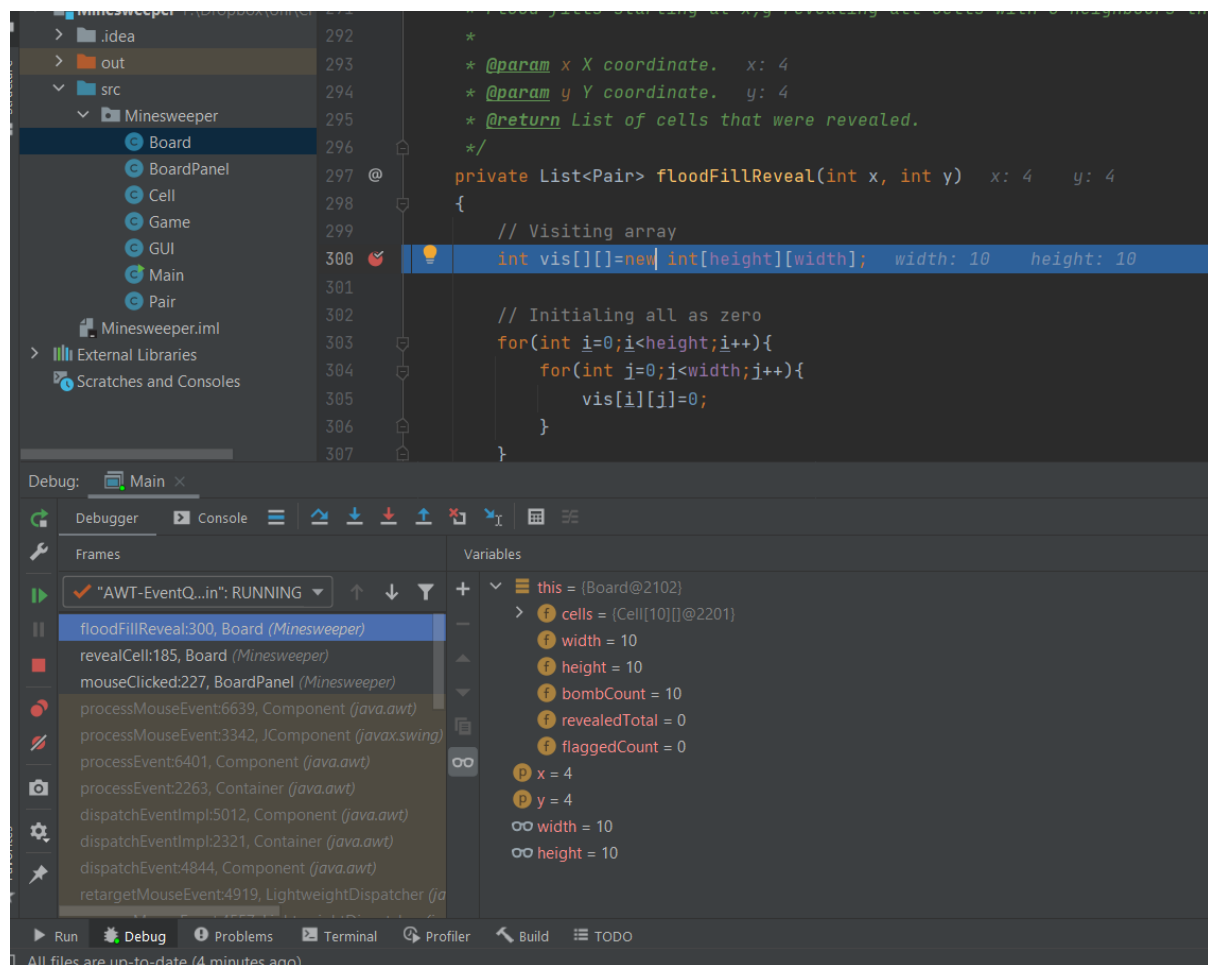 Minesweeper
.idea
out
src
Minesweeper
Board
BoardPanel
Cell
Game
GUI
Main
Pair
Minesweeper.iml
External Libraries
Scratches and Consoles
292 *
293 * @param x X coordinate. x: 4
294 * @param y Y coordinate. y: 4
295 * @return List of cells that were revealed.
296 */
297 @ private List<Pair> floodFillReveal(int x, int y) x: 4 y: 4
298 {
299 // Visiting array
300 int vis[][]=new int[height][width]; width: 10 height: 10
301
302 // Initialing all as zero
303 for(int i=0;i<height;i++){
304 for(int j=0;j<width;j++){
305 vis[i][j]=0;
306 }
307 }
Debug: Main
Debugger Console
Frames
"AWT-EventQ...in": RUNNING
floodFillReveal:300, Board (Minesweeper)
revealCell:185, Board (Minesweeper)
mouseClicked:227, BoardPanel (Minesweeper)
processMouseEvent:6639, Component (java.awt)
processMouseEvent:3342, JComponent (javax.swing)
processEvent:6401, Component (java.awt)
processEvent:2263, Container (java.awt)
dispatchEventImpl:5012, Component (java.awt)
dispatchEventImpl:2321, Container (java.awt)
dispatchEvent:4844, Component (java.awt)
retargetMouseEvent:4919, LightweightDispatcher (ja
Variables
this = {Board@2102}
cells = {Cell[10][]@2201}
width = 10
height = 10
bombCount = 10
revealedTotal = 0
flaggedCount = 0
x = 4
y = 4
width = 10
height = 10
Run Debug Problems Terminal Profiler Build TODO
All files are up-to-date (4 minutes ago)